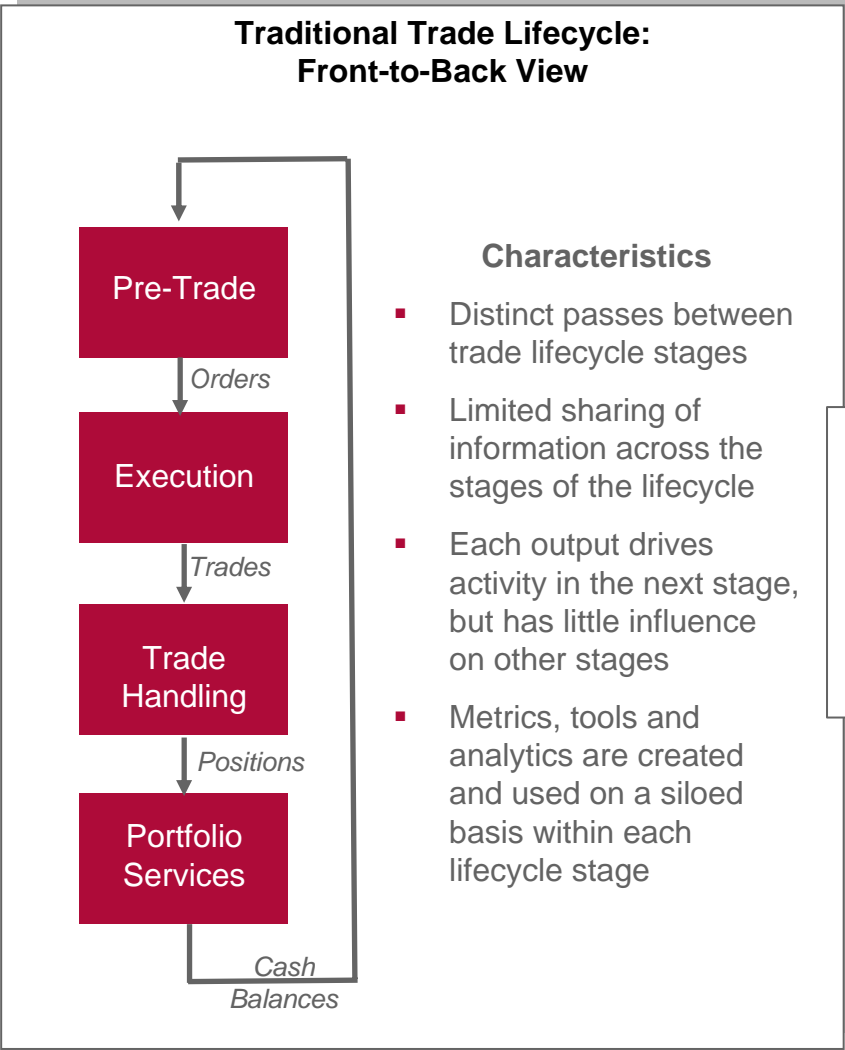 Traditional Trade Lifecycle:
Front-to-Back View
Pre-Trade
Orders
Execution
Trades
Trade
Handling
Positions
Portfolio
Services
Cash
Balances
Characteristics
▪ Distinct passes between
trade lifecycle stages
▪ Limited sharing of
information across the
stages of the lifecycle
▪ Each output drives
activity in the next stage,
but has little influence
on other stages
▪ Metrics, tools and
analytics are created
and used on a siloed
basis within each
lifecycle stage